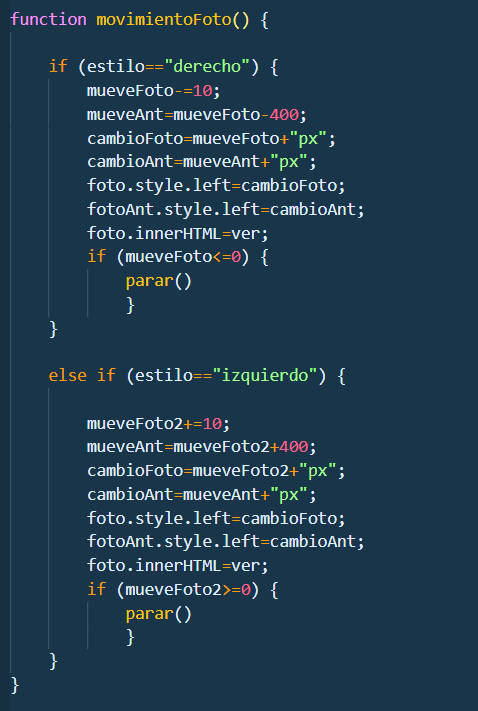 function movimientoFoto() {
if (estilo=="derecho") {
mueveFoto-=10;
mueveAnt=mueveFoto-400;
cambioFoto=mueveFoto+"px";
cambioAnt=mueveAnt+"px";
foto.style.left=cambioFoto;
fotoAnt.style.left=cambioAnt;
foto.innerHTML=ver;
if (mueveFoto<=0) {
parar()
}
}
else if (estilo=="izquierdo") {
mueveFoto2+=10;
mueveAnt=mueveFoto2+400;
cambioFoto=mueveFoto2+"px";
cambioAnt=mueveAnt+"px";
foto.style.left=cambioFoto;
fotoAnt.style.left=cambioAnt;
foto.innerHTML=ver;
if (mueveFoto2>=0) {
parar()
}
}
}